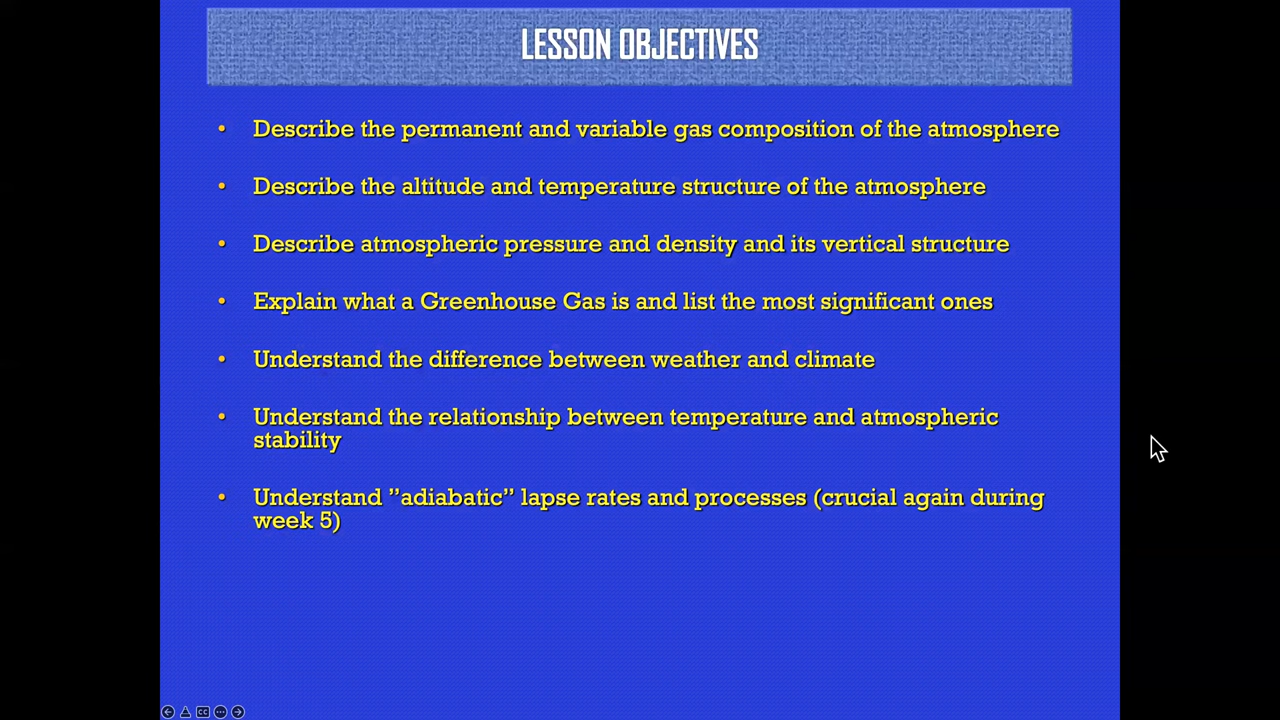 LESSON OBJECTIVES
• Describe the permanent and variable gas composition of the atmosphere
• Describe the altitude and temperature structure of the atmosphere
• Describe atmospheric pressure and density and its vertical structure
• Explain what a Greenhouse Gas is and list the most significant ones
• Understand the difference between weather and climate
• Understand the relationship between temperature and atmospheric
stability
• Understand ”adiabatic” lapse rates and processes (crucial again during
week 5)
CC